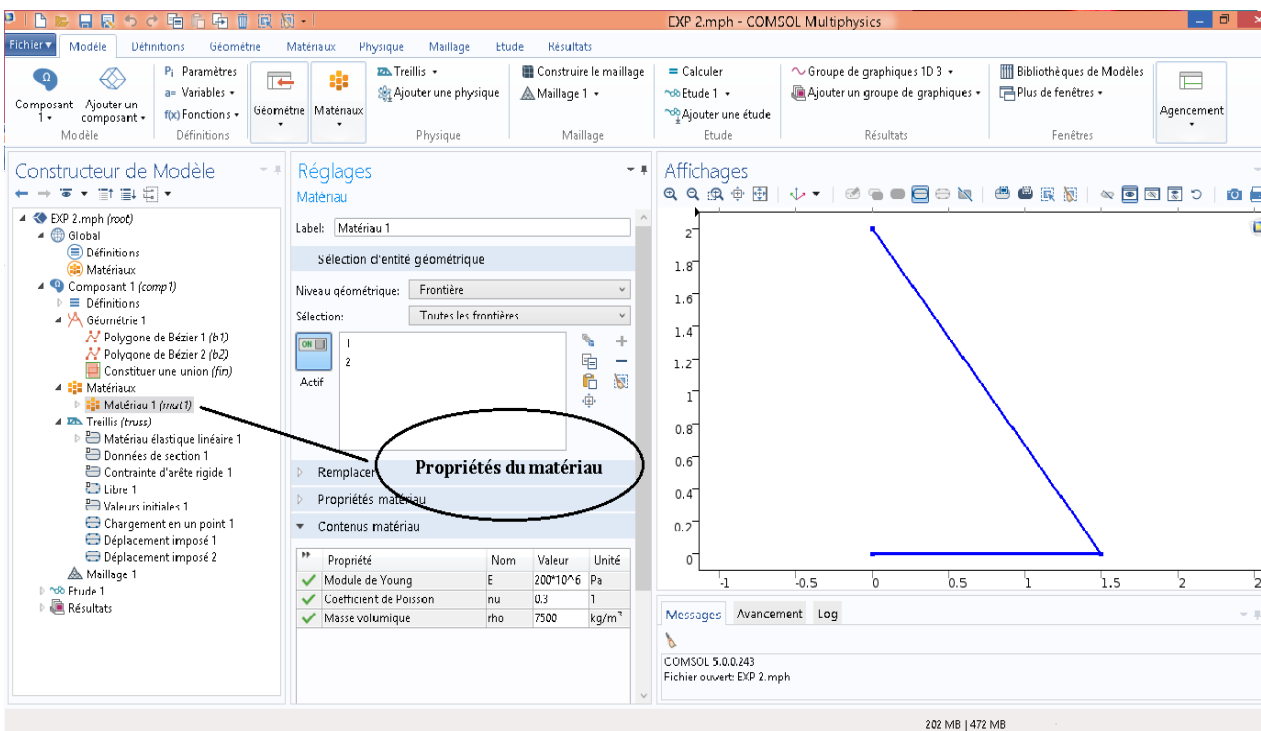 EXP 2.mph - COMSOL Multiphysics
Fichier▾ Modèle Définitions Géométrie Matériaux Physique Maillage Etude Résultats
Composant 1 ▾
Ajouter un composant ▾
Modèle
Pi Paramètres
a= Variables ▾
f(x) Fonctions ▾
Définitions
Géométrie
Matériaux
Treillis ▾
Ajouter une physique
Physique
Construire le maillage
Maillage 1 ▾
Maillage
= Calculer
Etude 1 ▾
Ajouter une étude
Etude
Groupe de graphiques 1D 3 ▾
Ajouter un groupe de graphiques ▾
Résultats
Bibliothèques de Modèles
Plus de fenêtres ▾
Fenêtres
Agencement
Constructeur de Modèle
EXP 2.mph (root)
Global
Définitions
Matériaux
Composant 1 (comp1)
Définitions
Géométrie 1
Polygone de Bézier 1 (b1)
Polygone de Bézier 2 (b2)
Constituer une union (fin)
Matériaux
Matériau 1 (mat1)
Treillis (truss)
Matériau élastique linéaire 1
Données de section 1
Contrainte d'arête rigide 1
Libre 1
Valeurs initiales 1
Chargement en un point 1
Déplacement imposé 1
Déplacement imposé 2
Maillage 1
Etude 1
Résultats
Réglages
Matériau
Label: Matériau 1
Sélection d'entité géométrique
Niveau géométrique: Frontière
Sélection: Toutes les frontières
ON
Actif
1
2
Propriétés du matériau
Remplacer
Propriétés matériau
Contenus matériau
Propriété Nom Valeur Unité
Module de Young E 200*10^6 Pa
Coefficient de Poisson nu 0.3 1
Masse volumique rho 7500 kg/m³
Affichages
2
1.8
1.6
1.4
1.2
1
0.8
0.6
0.4
0.2
0
-1 -0.5 0 0.5 1 1.5 2 2
Messages Avancement Log
COMSOL 5.0.0.243
Fichier ouvert: EXP 2.mph
202 MB | 472 MB